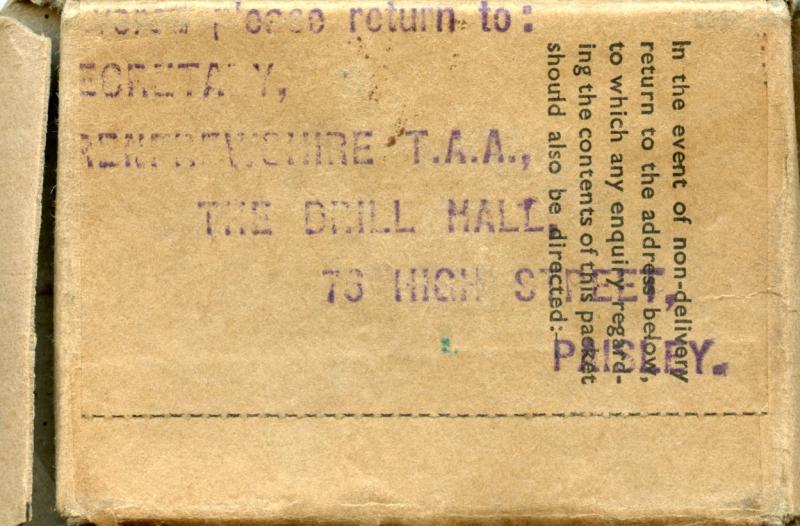 please return to:
SECRETARY,
RENFREWSHIRE T.A.A.,
THE DRILL HALL,
76 HIGH STREET,
PAISLEY.
In the event of non-delivery
return to the address below,
to which any enquiry regard-
ing the contents of this packet
should also be directed:—